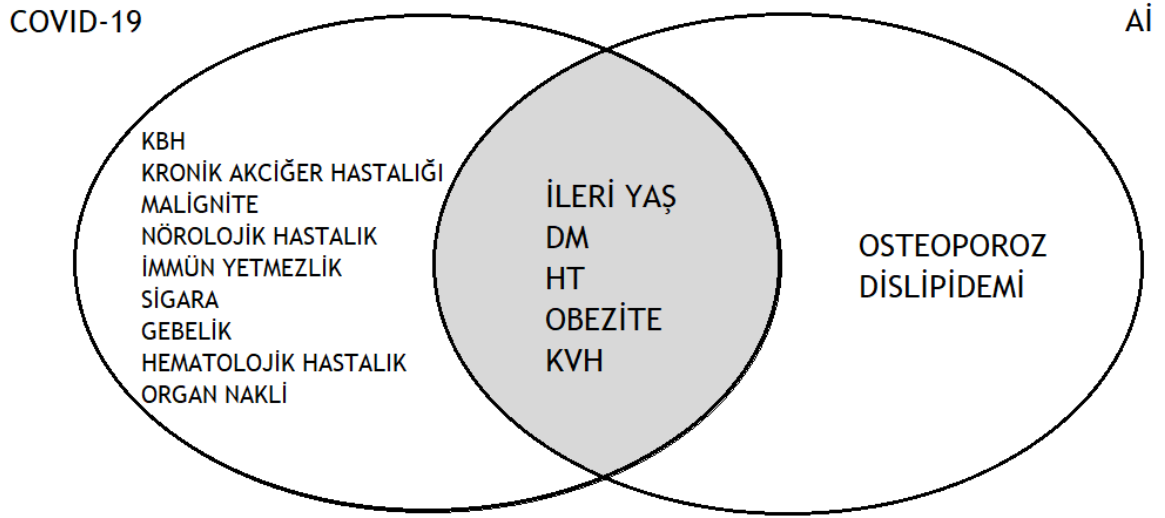 COVID-19
Aİ
KBH
KRONİK AKCİĞER HASTALIĞI
MALİGNİTE
NÖROLOJİK HASTALIK
İMMÜN YETMEZLİK
SİGARA
GEBELİK
HEMATOLOJİK HASTALIK
ORGAN NAKLİ
İLERİ YAŞ
DM
HT
OBEZİTE
KVH
OSTEOPOROZ
DİSLİPİDEMİ